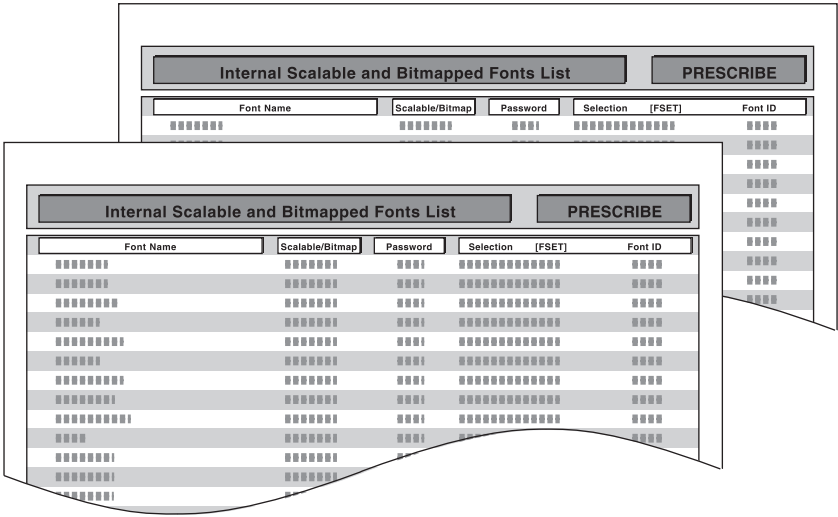 Internal Scalable and Bitmapped Fonts List PRESCRIBE
Font Name Scalable/Bitmap Password Selection [FSET] Font ID
Internal Scalable and Bitmapped Fonts List PRESCRIBE
Font Name Scalable/Bitmap Password Selection [FSET] Font ID